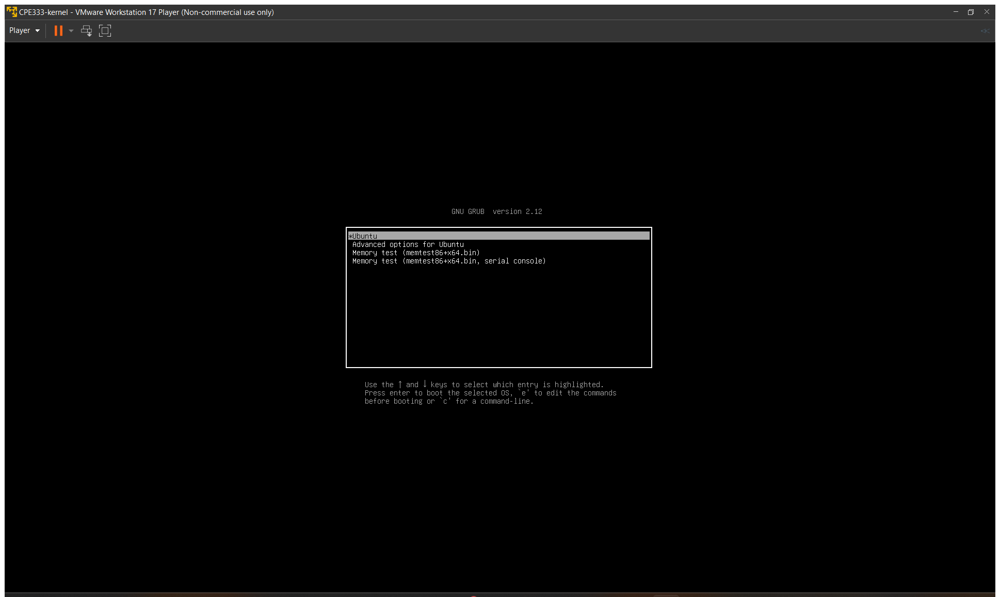 CPE333-kernel - VMware Workstation 17 Player (Non-commercial use only)
Player
GNU GRUB  version 2.12
*Ubuntu
Advanced options for Ubuntu
Memory test (memtest86+x64.bin)
Memory test (memtest86+x64.bin, serial console)
Use the ↑ and ↓ keys to select which entry is highlighted.
Press enter to boot the selected OS, `e' to edit the commands
before booting or `c' for a command-line.